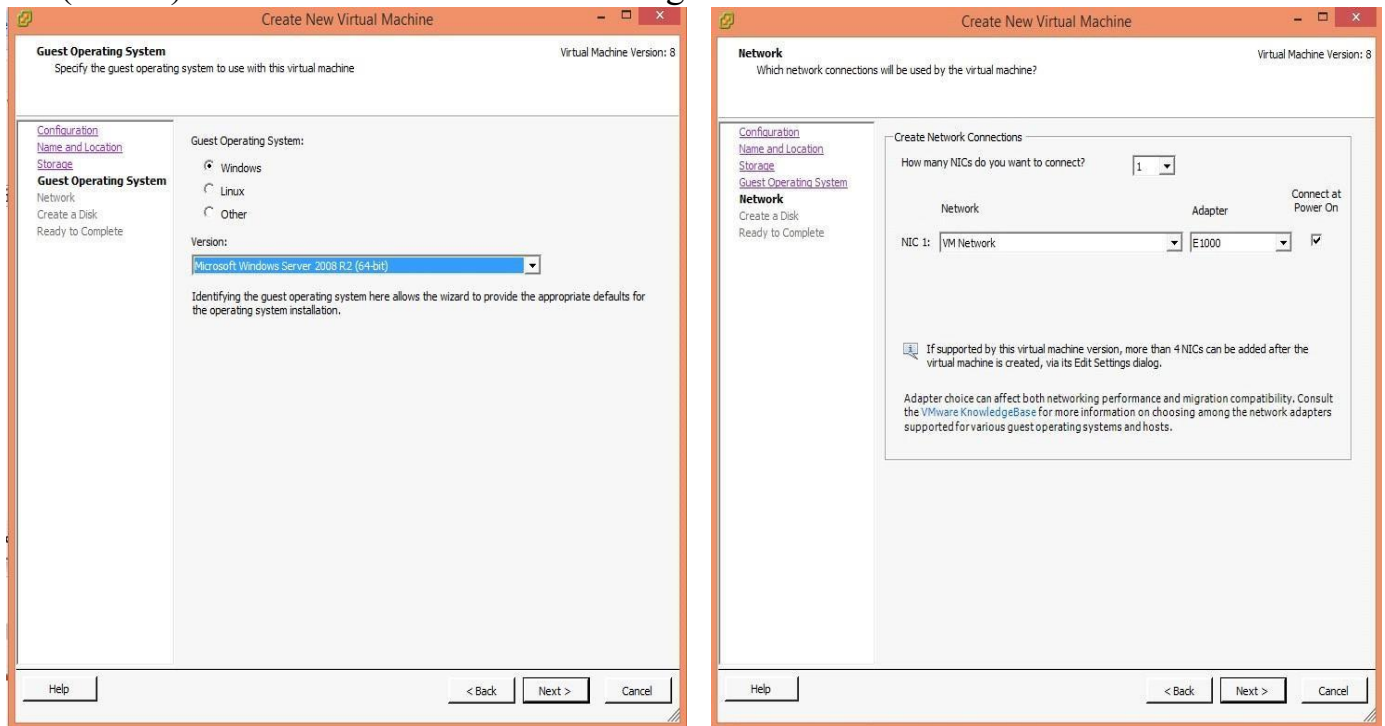 Create New Virtual Machine
Guest Operating System
Virtual Machine Version: 8
Specify the guest operating system to use with this virtual machine
Configuration
Name and Location
Storage
Guest Operating System
Network
Create a Disk
Ready to Complete
Guest Operating System:
Windows
Linux
Other
Version:
Microsoft Windows Server 2008 R2 (64-bit)
Identifying the guest operating system here allows the wizard to provide the appropriate defaults for
the operating system installation.
Help
< Back
Next >
Cancel
Create New Virtual Machine
Network
Virtual Machine Version: 8
Which network connections will be used by the virtual machine?
Configuration
Name and Location
Storage
Guest Operating System
Network
Create a Disk
Ready to Complete
Create Network Connections
How many NICs do you want to connect?
1
Network
Adapter
Connect at
Power On
NIC 1:
VM Network
E1000
If supported by this virtual machine version, more than 4 NICs can be added after the
virtual machine is created, via its Edit Settings dialog.
Adapter choice can affect both networking performance and migration compatibility. Consult
the VMware KnowledgeBase for more information on choosing among the network adapters
supported for various guest operating systems and hosts.
Help
< Back
Next >
Cancel